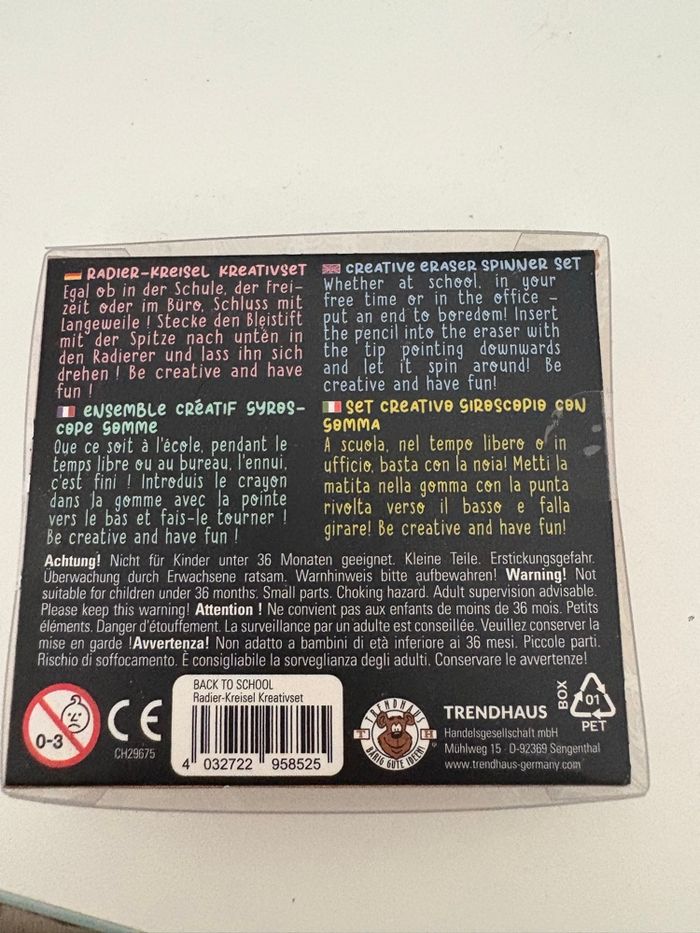 RADIER-KREISEL KREATIVSET
Egal ob in der Schule, der frei-
zeit oder im Büro, Schluss mit
langeweile ! Stecke den Bleistift
mit der Spitze nach unten in
den Radierer und lass ihn sich
drehen ! Be creative and have
fun !
CREATIVE ERASER SPINNER SET
Whether at school, in your
free time or in the office –
put an end to boredom! Insert
the pencil into the eraser with
the tip pointing downwards
and let it spin around! Be
creative and have fun!
ENSEMBLE CRÉATIF GYROS-
COPE GOMME
Que ce soit à l'école, pendant le
temps libre ou au bureau, l'ennui,
c'est fini ! Introduis le crayon
dans la gomme avec la pointe
vers le bas et fais-le tourner !
Be creative and have fun !
SET CREATIVO GIROSCOPIO CON
GOMMA
A scuola, nel tempo libero o in
ufficio, basta con la noia! Metti la
matita nella gomma con la punta
rivolta verso il basso e falla
girare! Be creative and have fun!
Achtung! Nicht für Kinder unter 36 Monaten geeignet. Kleine Teile. Erstickungsgefahr.
Überwachung durch Erwachsene ratsam. Warnhinweis bitte aufbewahren! Warning! Not
suitable for children under 36 months. Small parts. Choking hazard. Adult supervision advisable.
Please keep this warning! Attention ! Ne convient pas aux enfants de moins de 36 mois. Petits
éléments. Danger d'étouffement. La surveillance par un adulte est conseillée. Veuillez conserver la
mise en garde !Avvertenza! Non adatto a bambini di età inferiore ai 36 mesi. Piccole parti.
Rischio di soffocamento. È consigliabile la sorveglianza degli adulti. Conservare le avvertenze!
0-3
CE
CH29675
BACK TO SCHOOL
Radier-Kreisel Kreativset
4 032722 958525
TRENDHAUS
T H
BÄRIG GUTE IDEEN!
TRENDHAUS
Handelsgesellschaft mbH
Mühlweg 15 · D-92369 Sengenthal
www.trendhaus-germany.com
BOX
01
PET